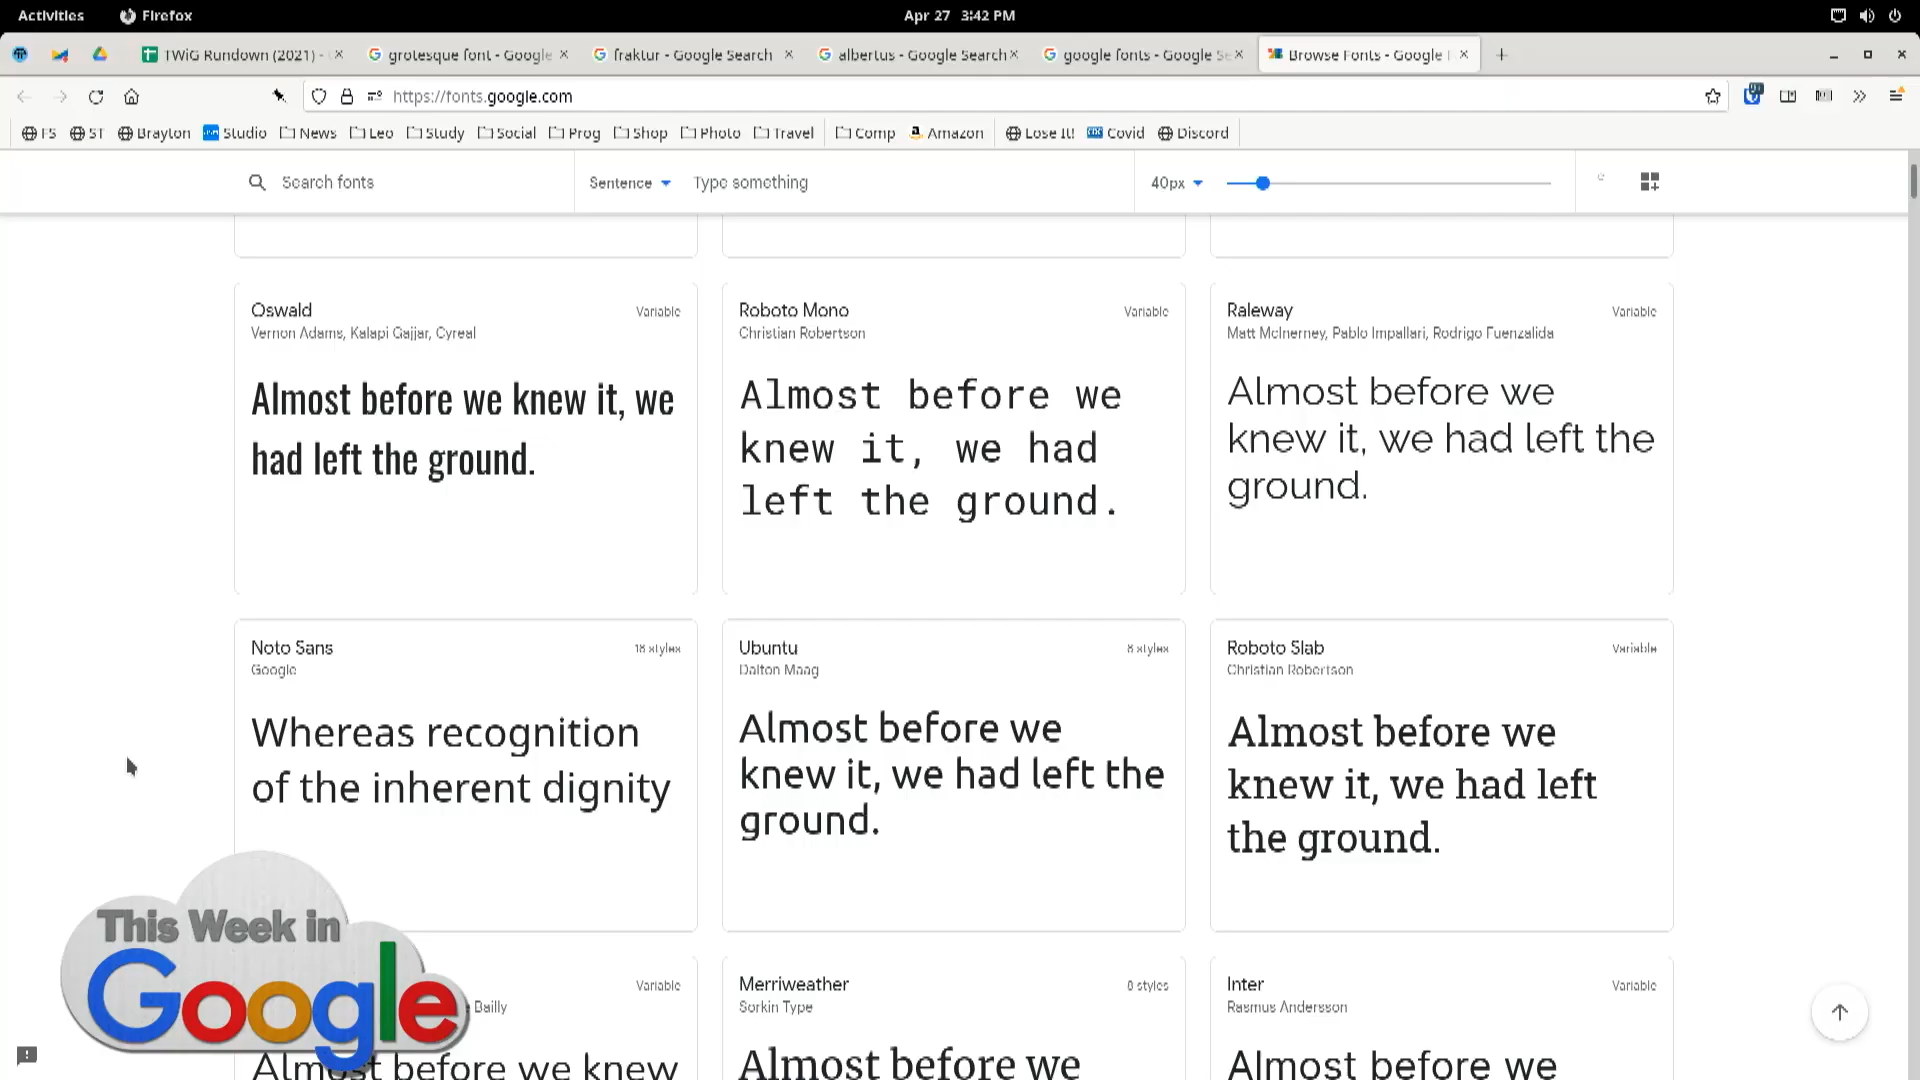 Activities
Firefox
Apr 27 3:42 PM
TWiG Rundown (2021) -
grotesque font - Google
fraktur - Google Search
albertus - Google Search
google fonts - Google Se
Browse Fonts - Google
https://fonts.google.com
FS
ST
Brayton
Studio
News
Leo
Study
Social
Prog
Shop
Photo
Travel
Comp
Amazon
Lose It!
Covid
Discord
Search fonts
Sentence
Type something
40px
Oswald
Variable
Vernon Adams, Kalapi Gajjar, Cyreal
Almost before we knew it, we
had left the ground.
Roboto Mono
Variable
Christian Robertson
Almost before we
knew it, we had
left the ground.
Raleway
Variable
Matt McInerney, Pablo Impallari, Rodrigo Fuenzalida
Almost before we
knew it, we had left the
ground.
Noto Sans
18 styles
Google
Whereas recognition
of the inherent dignity
Ubuntu
8 styles
Dalton Maag
Almost before we
knew it, we had left the
ground.
Roboto Slab
Variable
Christian Robertson
Almost before we
knew it, we had left
the ground.
This Week in
Google
Variable
Bailly
Almost before we knew
Merriweather
8 styles
Sorkin Type
Almost before we
Inter
Variable
Rasmus Andersson
Almost before we